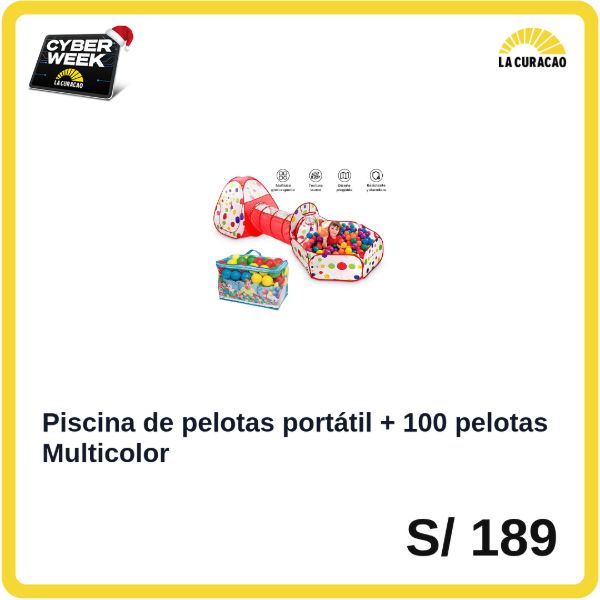 CYBER
WEEK
LA CURACAO
LA CURACAO
Piscina de pelotas portátil + 100 pelotas
Multicolor
S/ 189